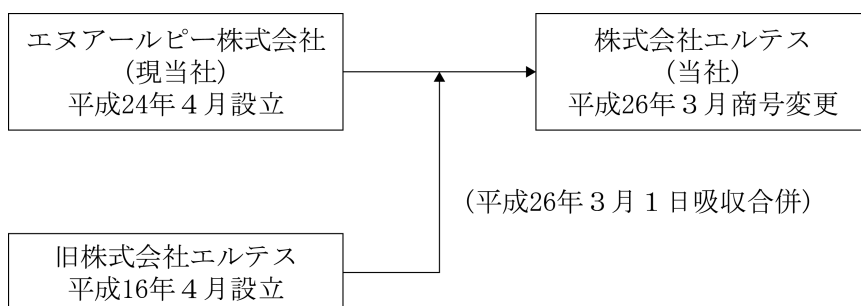 エヌアールピー株式会社
(現当社)
平成24年４月設立
株式会社エルテス
(当社)
平成26年３月商号変更
(平成26年３月１日吸収合併)
旧株式会社エルテス
平成16年４月設立